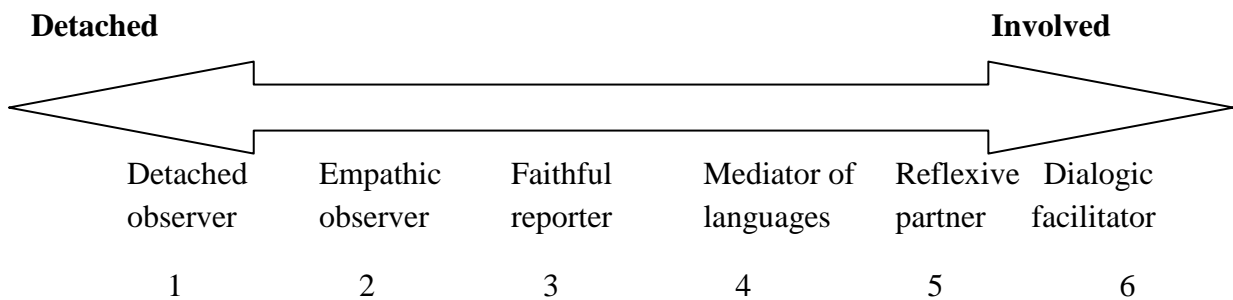 Detached Involved
Detached Empathic Faithful Mediator of Reflexive Dialogic
observer observer reporter languages partner facilitator
1 2 3 4 5 6